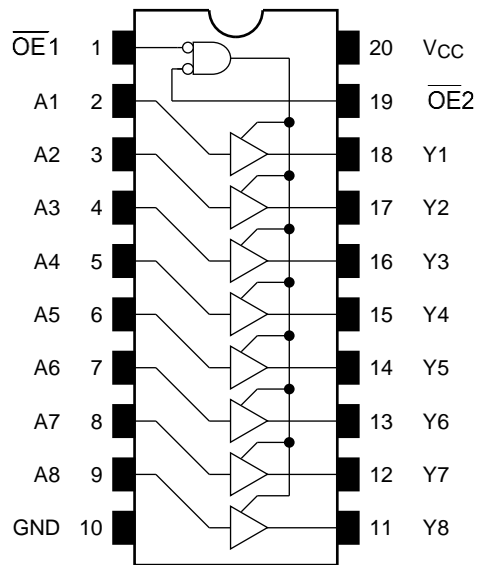 O̅E̅1 1 20 VCC
A1 2 19 O̅E̅2
A2 3 18 Y1
A3 4 17 Y2
A4 5 16 Y3
A5 6 15 Y4
A6 7 14 Y5
A7 8 13 Y6
A8 9 12 Y7
GND 10 11 Y8